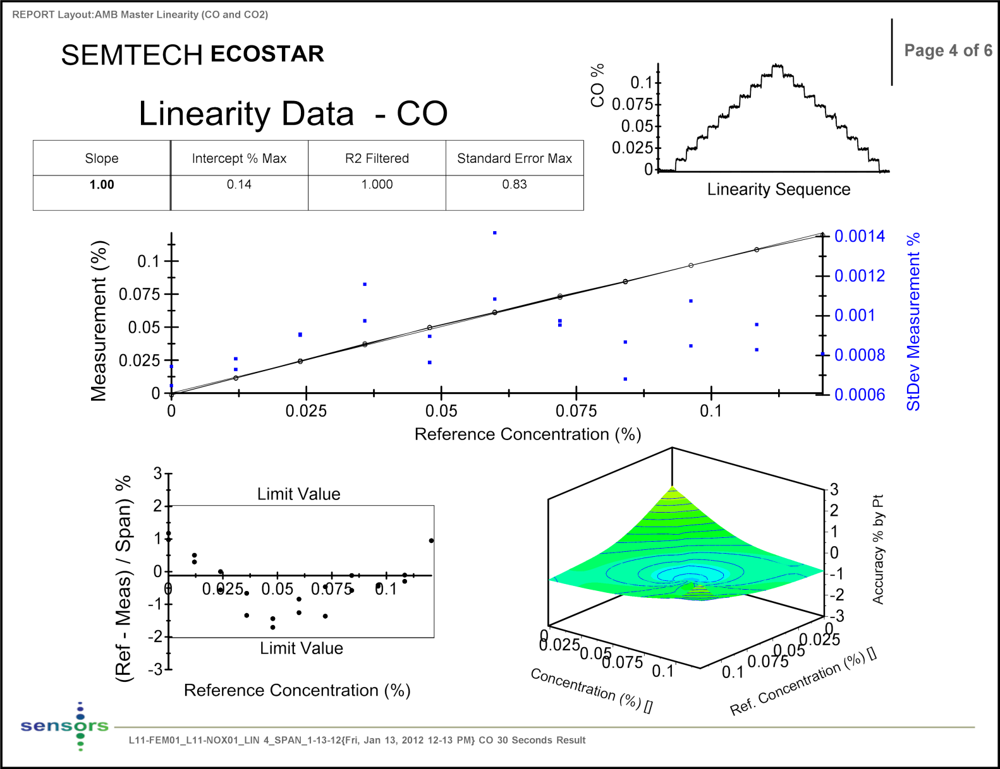 REPORT Layout:AMB Master Linearity (CO and CO2)
Page 4 of 6
SEMTECH ECOSTAR
Linearity Data - CO
Slope Intercept % Max R2 Filtered Standard Error Max
1.00 0.14 1.000 0.83
CO %
0.1
0.075
0.05
0.025
0
Linearity Sequence
Measurement (%)
0.1
0.075
0.05
0.025
0
0 0.025 0.05 0.075 0.1
Reference Concentration (%)
0.0014
0.0012
0.001
0.0008
0.0006
StDev Measurement %
(Ref - Meas) / Span) %
3
2
1
0
-1
-2
-3
Limit Value
0 0.025 0.05 0.075 0.1
Limit Value
Reference Concentration (%)
3
2
1
0
-1
-2
-3
Accuracy % by Pt
0 0.025 0.05 0.075 0.1
Concentration (%) []
0.1 0.075 0.05 0.025 0
Ref. Concentration (%) []
sensors
L11-FEM01_L11-NOX01_LIN 4_SPAN_1-13-12{Fri, Jan 13, 2012 12-13 PM} CO 30 Seconds Result